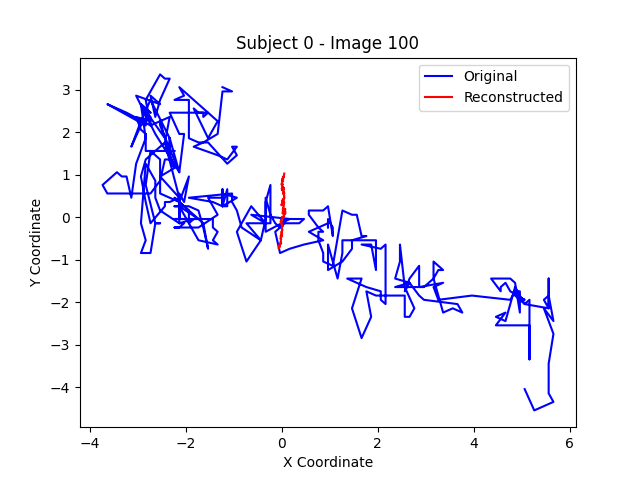 Subject 0 - Image 100
Original
Reconstructed
Y Coordinate
3
2
1
0
−1
−2
−3
−4
−4
−2
0
2
4
6
X Coordinate